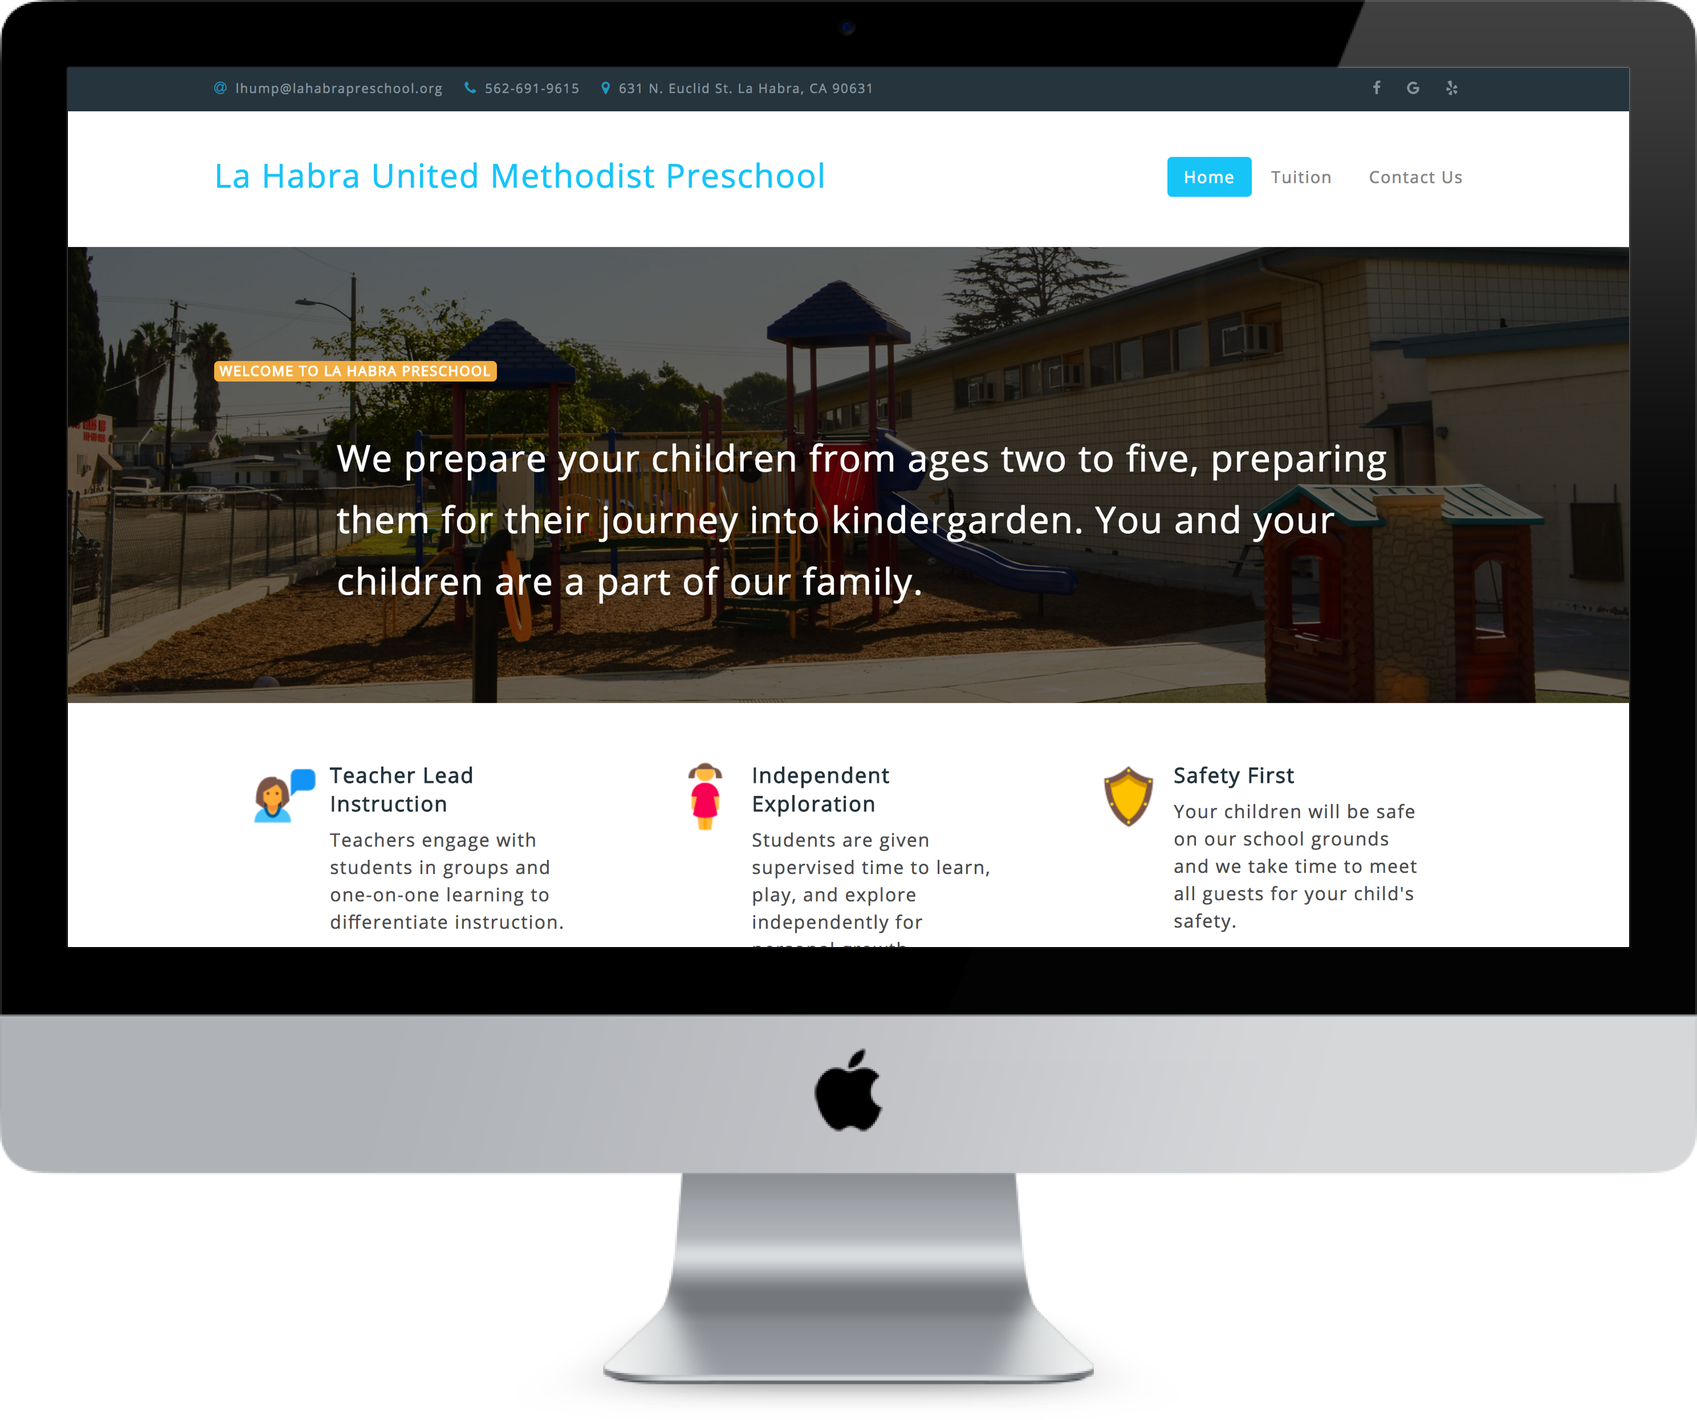 lhump@lahabrapreschool.org 562-691-9615 631 N. Euclid St. La Habra, CA 90631
La Habra United Methodist Preschool
Home Tuition Contact Us
WELCOME TO LA HABRA PRESCHOOL
We prepare your children from ages two to five, preparing
them for their journey into kindergarden. You and your
children are a part of our family.
Teacher Lead
Instruction
Teachers engage with
students in groups and
one-on-one learning to
differentiate instruction.
Independent
Exploration
Students are given
supervised time to learn,
play, and explore
independently for
personal growth
Safety First
Your children will be safe
on our school grounds
and we take time to meet
all guests for your child's
safety.